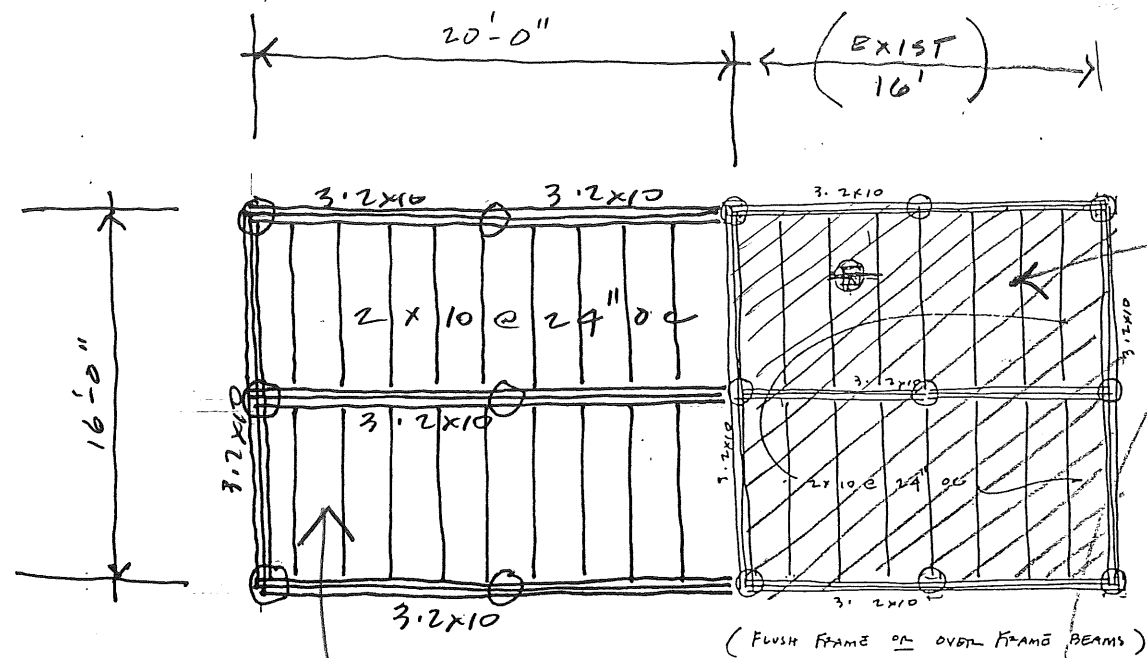 20'-0"
(EXIST)
16'
3·2x10
3·2x10
3·2x10
2 x 10 @ 24" oc
16'-0"
3·2x10
3·2x10
3·2x10
3·2x10
3·2x10
3·2x10
2x10 @ 24" oc
3·2x10
3·2x10
(FLUSH FRAME OR OVER FRAME BEAMS)